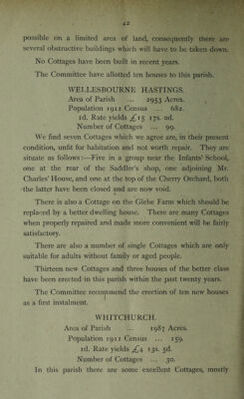 22
possible on a limited area of land, consequently there are
several obstructive buildings which will have to be taken down.
No Cottages have been built in recent years.
The Committee have allotted ten houses to this parish.
WELLESBOURNE HASTINGS.
Area of Parish ... 2953 Acres.
Population 1911 Census ... 682.
1d. Rate yields £15 17s. 0d.
Number of Cottages ... 99.
We find seven Cottages which we agree are, in their present
condition, unfit for habitation and not worth repair. They are
situate as follows:—Five in a group near the Infants' School,
one at the rear of the Saddler's shop, one adjoining Mr.
Charles' House, and one at the top of the Cherry Orchard, both
the latter have been closed and are now void.
There is also a Cottage on the Glebe Farm which should be
replaced by a better dwelling house. There are many Cottages
when properly repaired and made more convenient will be fairly
satisfactory.
There are also a number of single Cottages which are only
suitable for adults without family or aged people.
Thirteen new Cottages and three houses of the better class
have been erected in this parish within the past twenty years.
The Committee recommend the erection of ten new houses
as a first instalment.
WHITCHURCH.
Area of Parish ... 1987 Acres.
Population 1911 Census ... 159.
1d. Rate yields £4 13s. 5d.
Number of Cottages ... 30.
In this parish there are some excellent Cottages, mostly